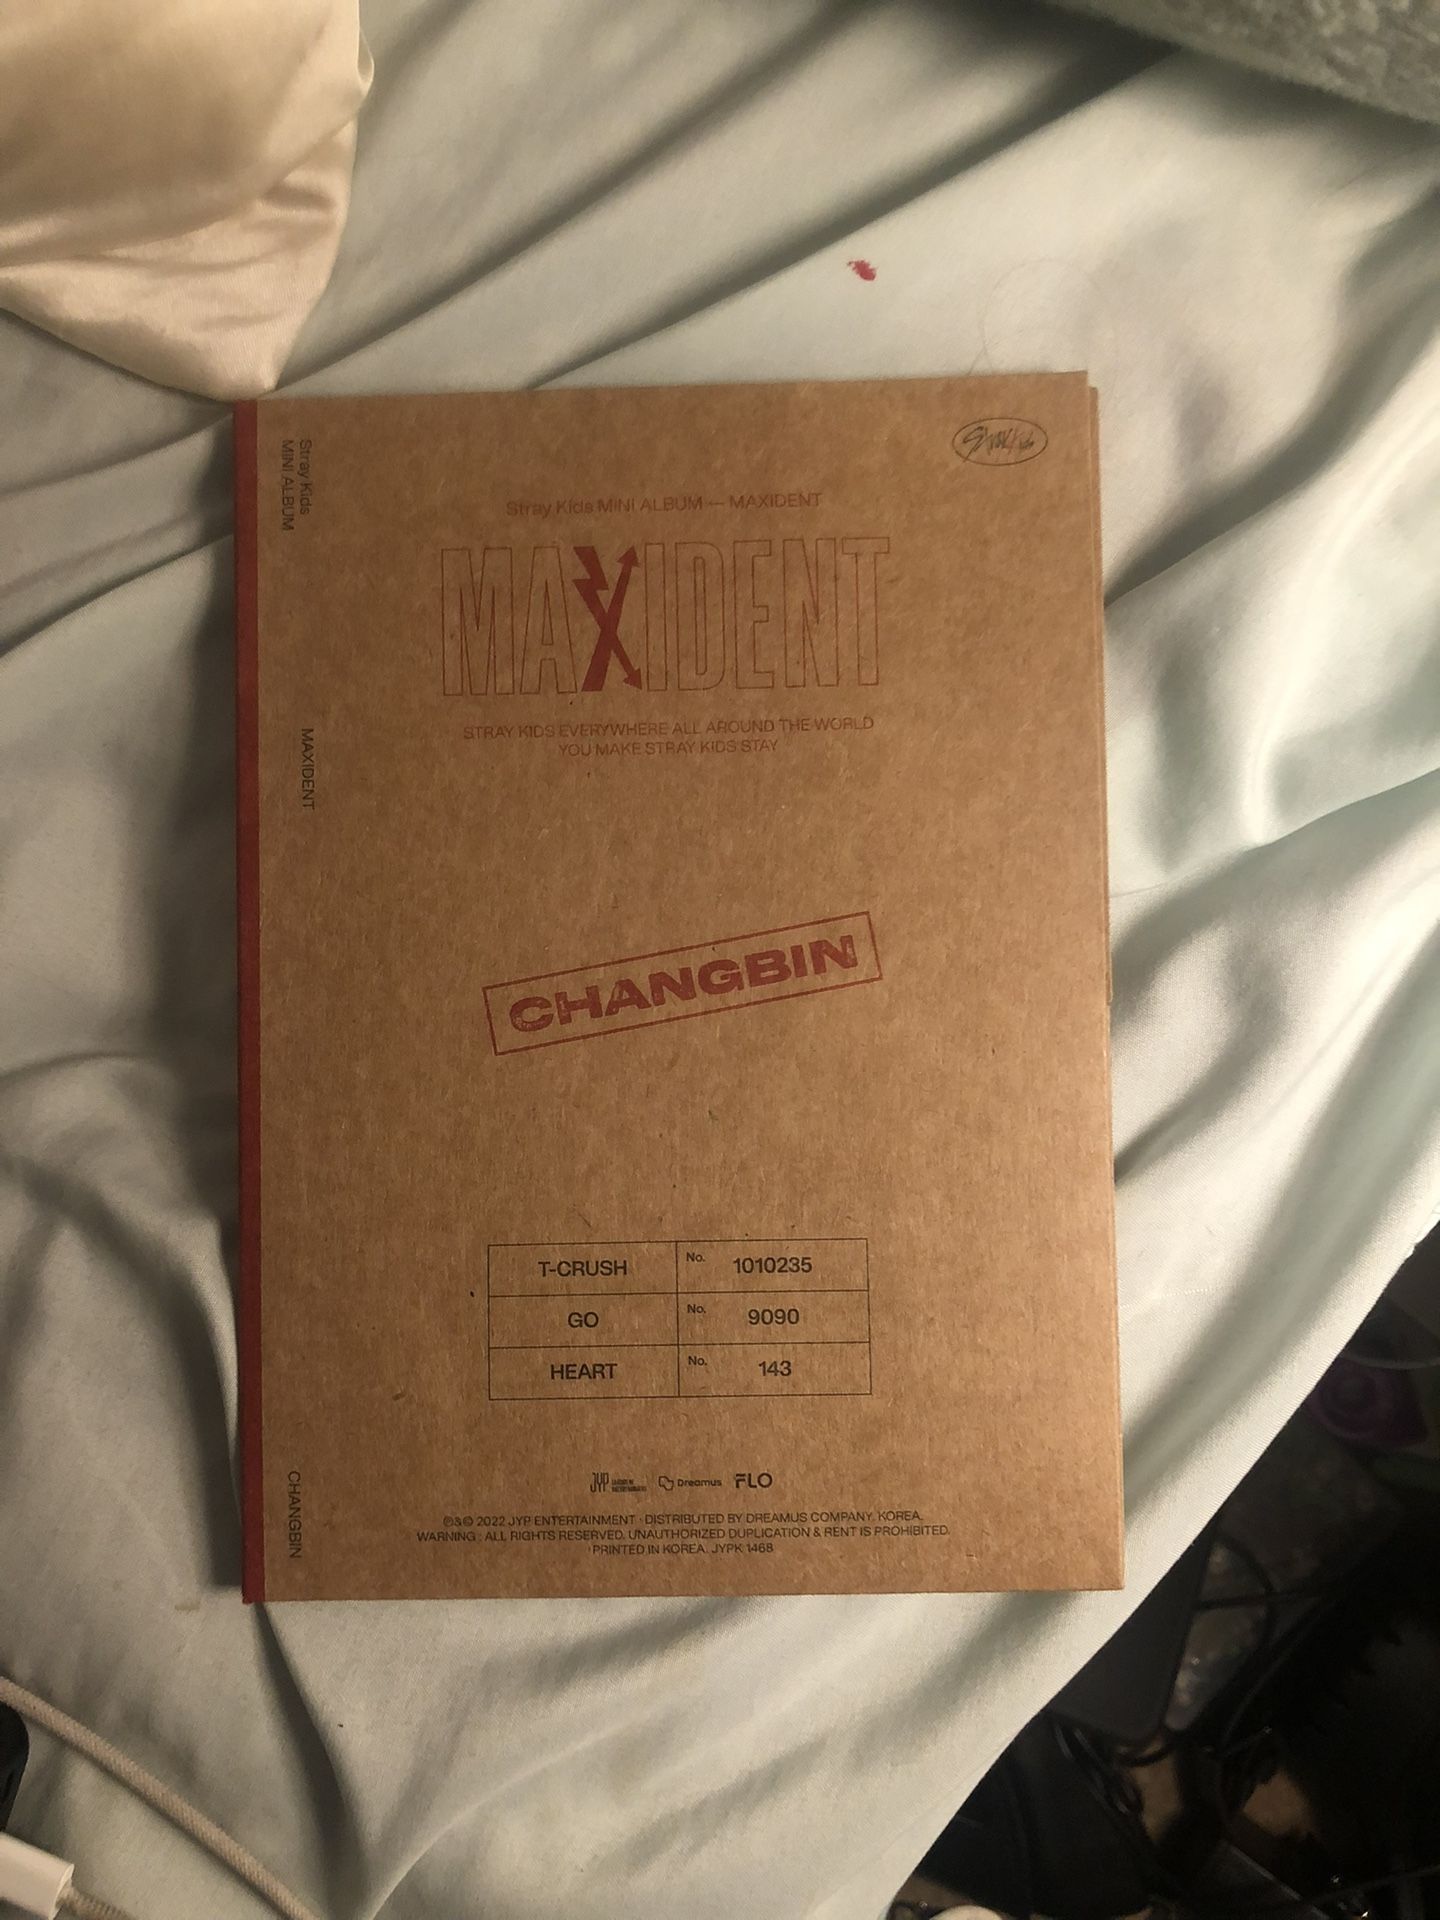 Stray Kids
MINI ALBUM
MAXIDENT
CHANGBIN
Stray Kids
Stray Kids MINI ALBUM — MAXIDENT
MAXIDENT
STRAY KIDS EVERYWHERE ALL AROUND THE WORLD
YOU MAKE STRAY KIDS STAY
CHANGBIN
T-CRUSH No. 1010235
GO No. 9090
HEART No. 143
JYP Dreamus FLO
℗&© 2022 JYP ENTERTAINMENT · DISTRIBUTED BY DREAMUS COMPANY. KOREA.
WARNING : ALL RIGHTS RESERVED. UNAUTHORIZED DUPLICATION & RENT IS PROHIBITED.
PRINTED IN KOREA. JYPK 1468